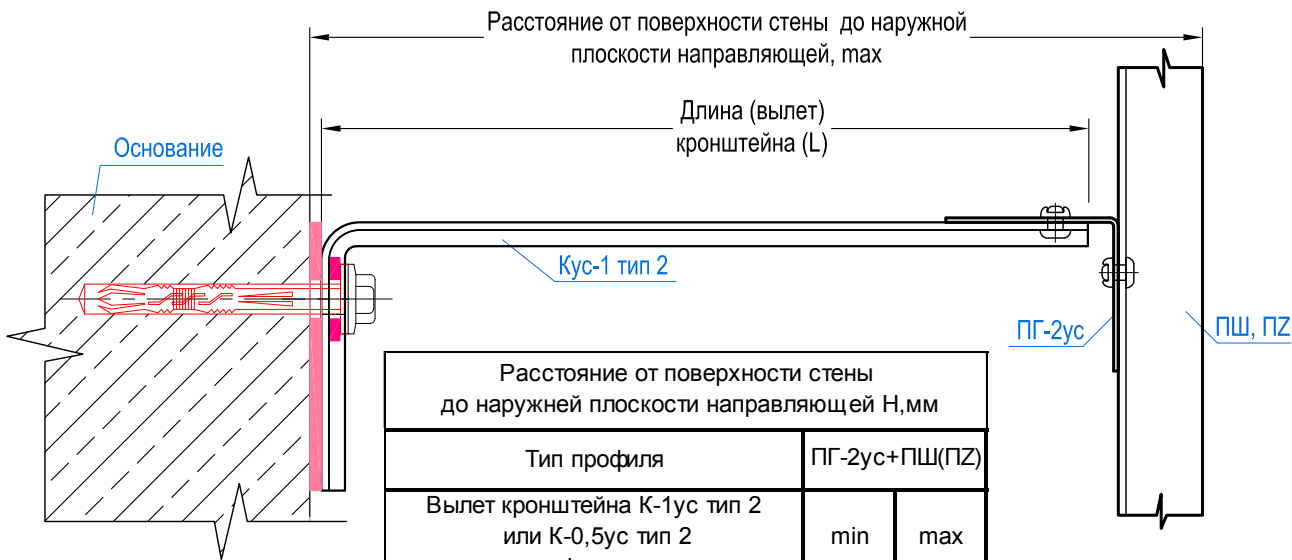 Расстояние от поверхности стены до наружной
плоскости направляющей, max
Длина (вылет)
кронштейна (L)
Основание
Кус-1 тип 2
ПГ-2ус
ПШ, ПZ
Расстояние от поверхности стены
до наружней плоскости направляющей Н,мм
Тип профиля
ПГ-2ус+ПШ(ПZ)
Вылет кронштейна К-1ус тип 2
или К-0,5ус тип 2
min
max